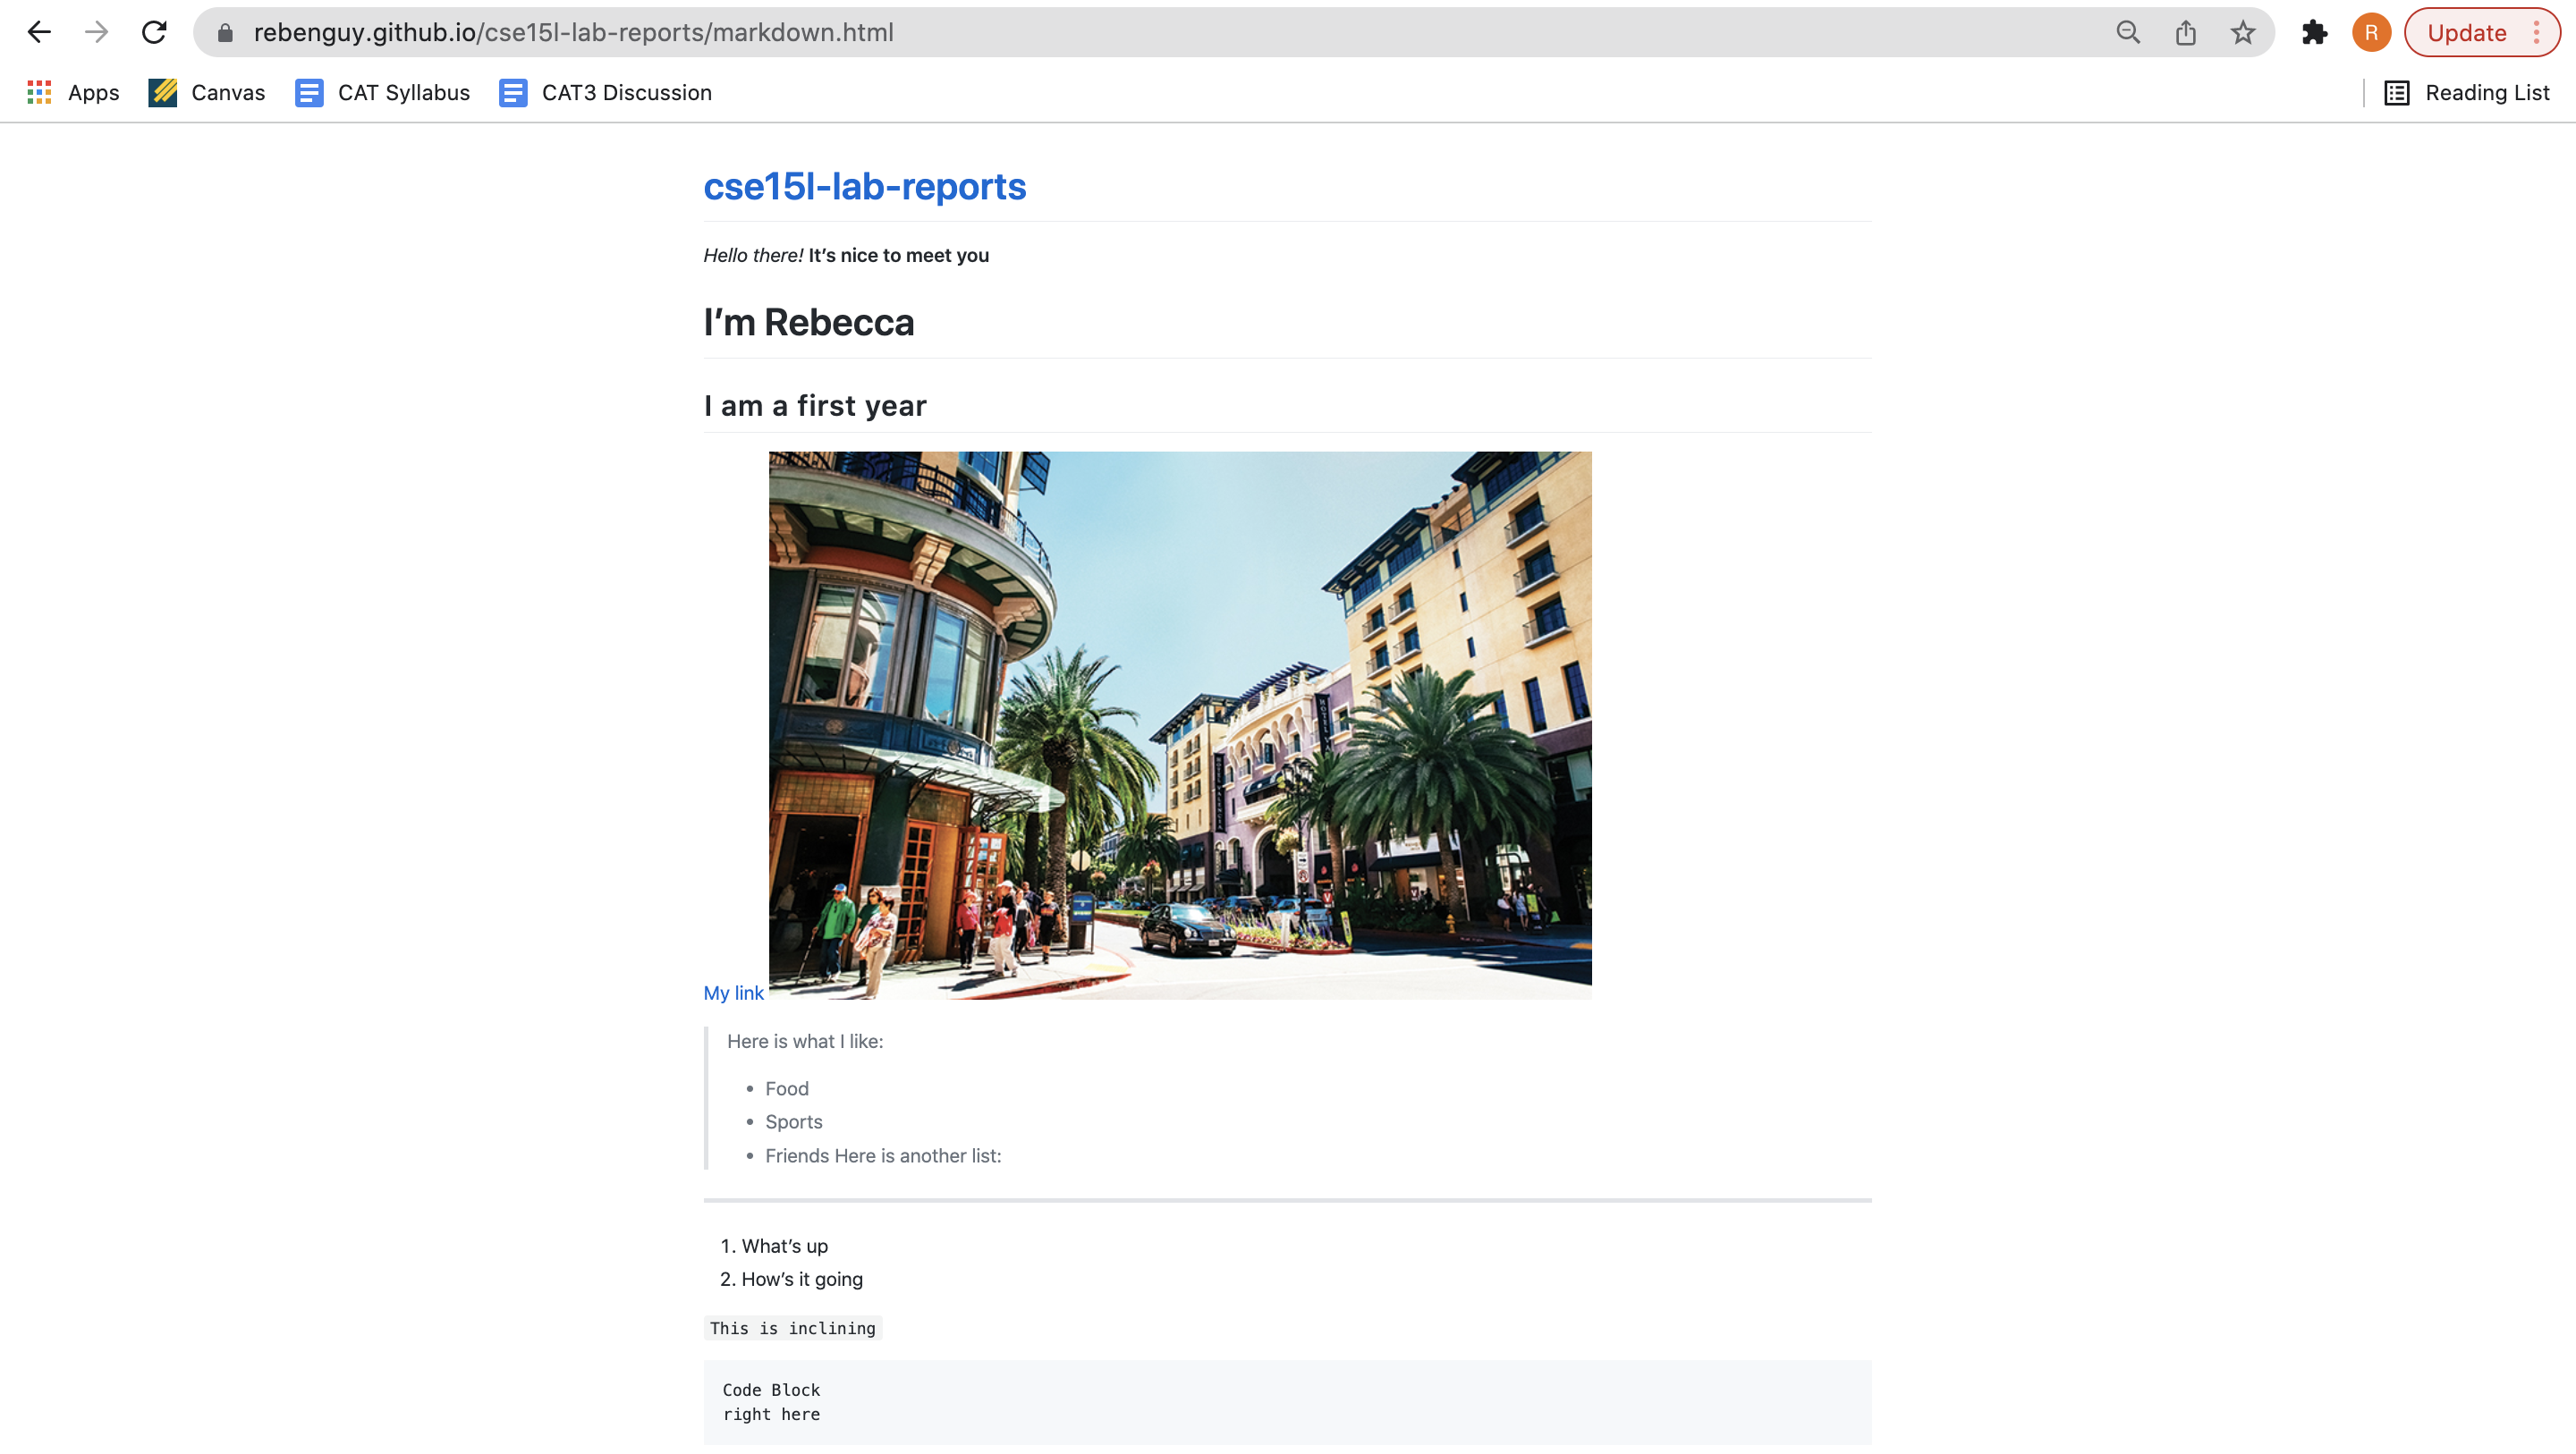 rebenguy.github.io/cse15l-lab-reports/markdown.html
R
Update
Apps
Canvas
CAT Syllabus
CAT3 Discussion
Reading List
cse15l-lab-reports
Hello there! It’s nice to meet you
I’m Rebecca
I am a first year
HOTEL VALENCIA
My link
Here is what I like:
• Food
• Sports
• Friends Here is another list:
1. What’s up
2. How’s it going
This is inclining
Code Block
right here